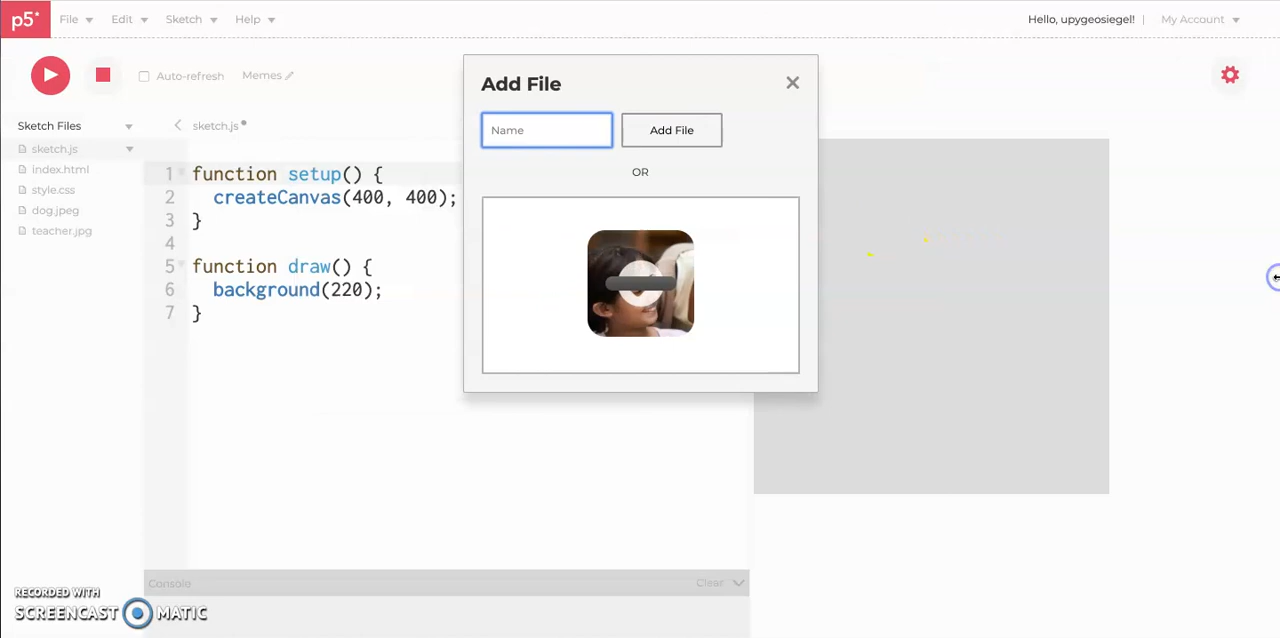 p5*
File Edit Sketch Help
Hello, upygeosiegel! | My Account
Auto-refresh Memes
Add File
Name Add File
OR
Sketch Files
sketch.js
index.html
style.css
dog.jpeg
teacher.jpg
sketch.js
1 function setup() {
2 createCanvas(400, 400);
3 }
4
5 function draw() {
6 background(220);
7 }
Console Clear
RECORDED WITH
SCREENCAST MATIC